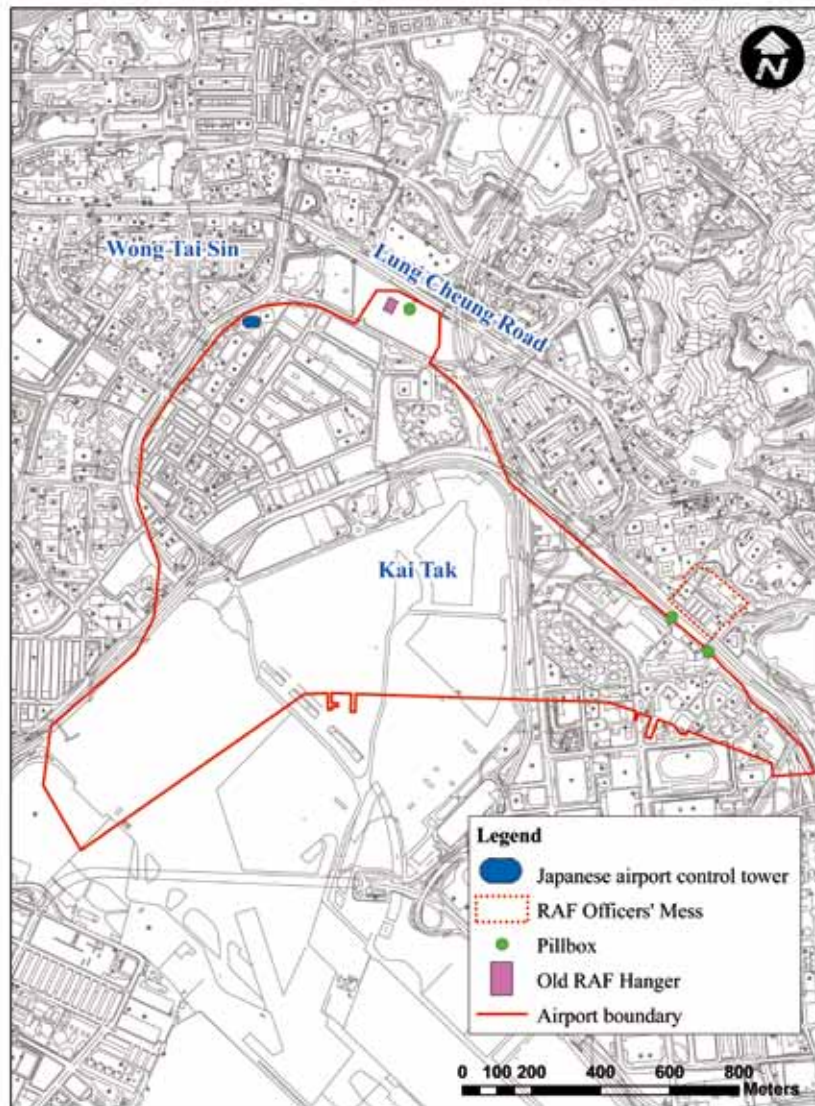 N
Wong Tai Sin
Lung Cheung Road
Kai Tak
Legend
Japanese airport control tower
RAF Officers' Mess
Pillbox
Old RAF Hanger
Airport boundary
0 100 200 400 600 800
Meters